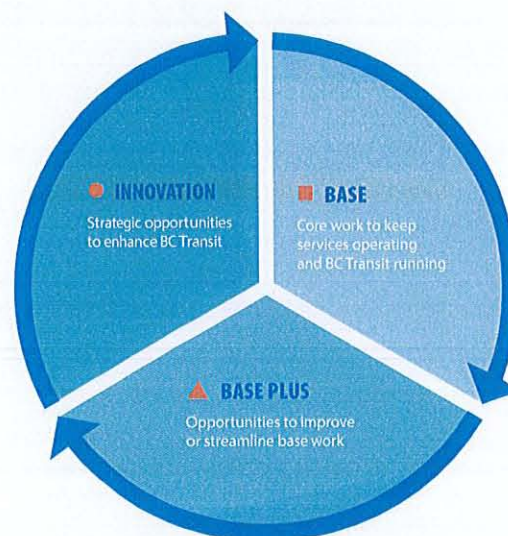 INNOVATION
Strategic opportunities
to enhance BC Transit
BASE
Core work to keep
services operating
and BC Transit running
BASE PLUS
Opportunities to improve
or streamline base work